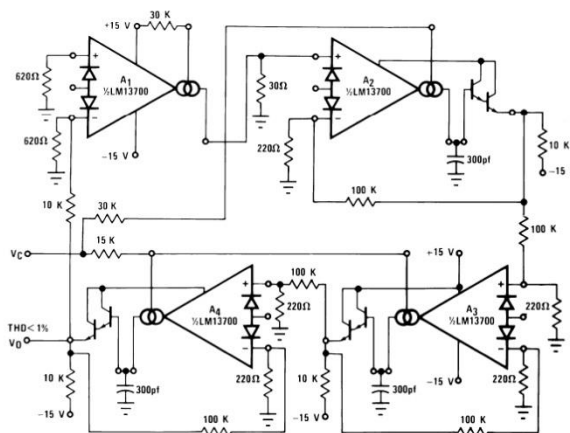 30 K
+15 V
+
A1
½LM13700
−
620Ω
620Ω
−15 V
10 K
30Ω
+
A2
½LM13700
−
220Ω
300pf
10 K
−15
100 K
100 K
30 K
VC
15 K
+15 V
100 K
+
A4
½LM13700
−
220Ω
220Ω
THD<1%
VO
10 K
−15 V
300pf
100 K
+
A3
½LM13700
−
220Ω
220Ω
10 K
−15 V
300pf
−15 V
100 K